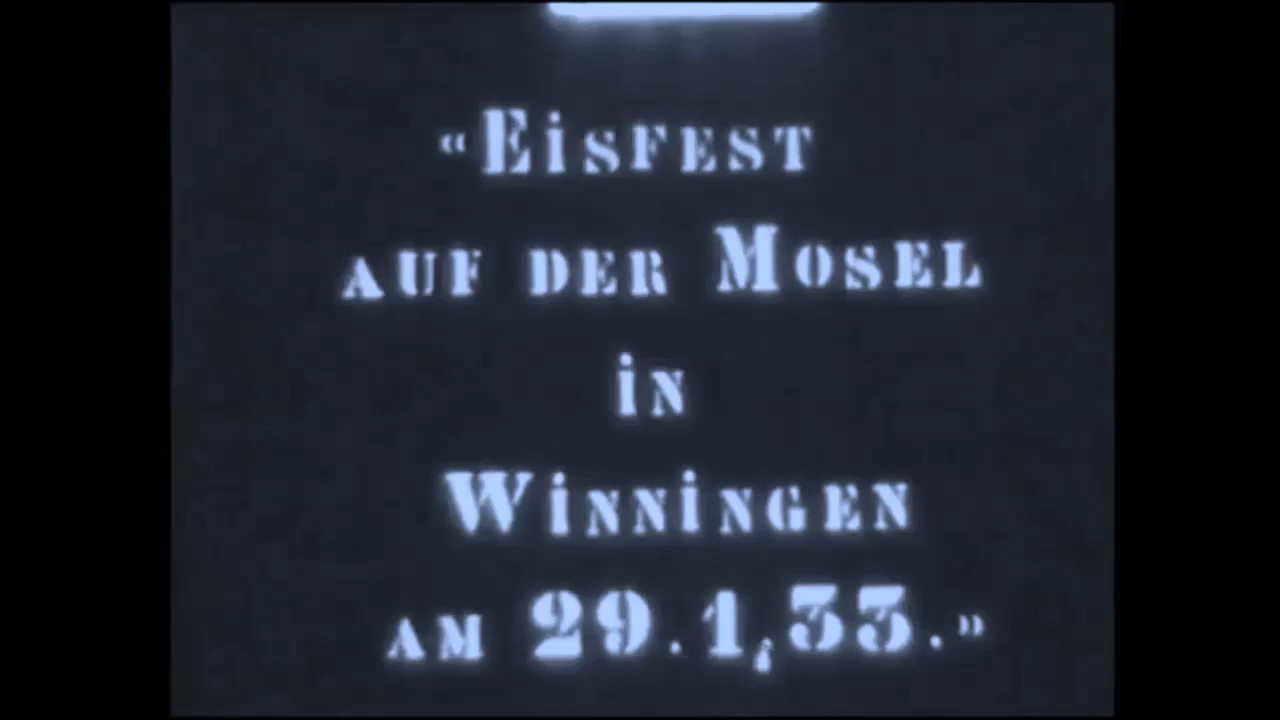 «Eisfest
auf der Mosel
in
Winningen
am 29.1,33.»